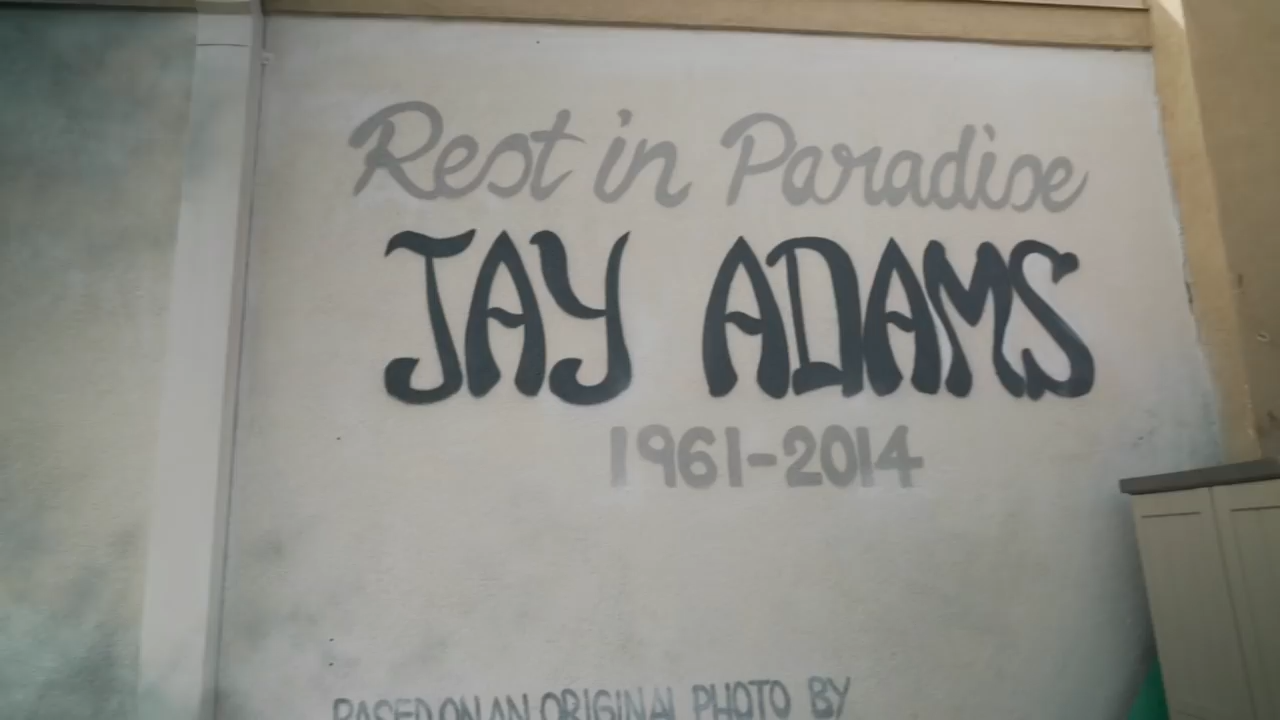 Rest in Paradise
JAY ADAMS
1961-2014
BASED ON AN ORIGINAL PHOTO BY